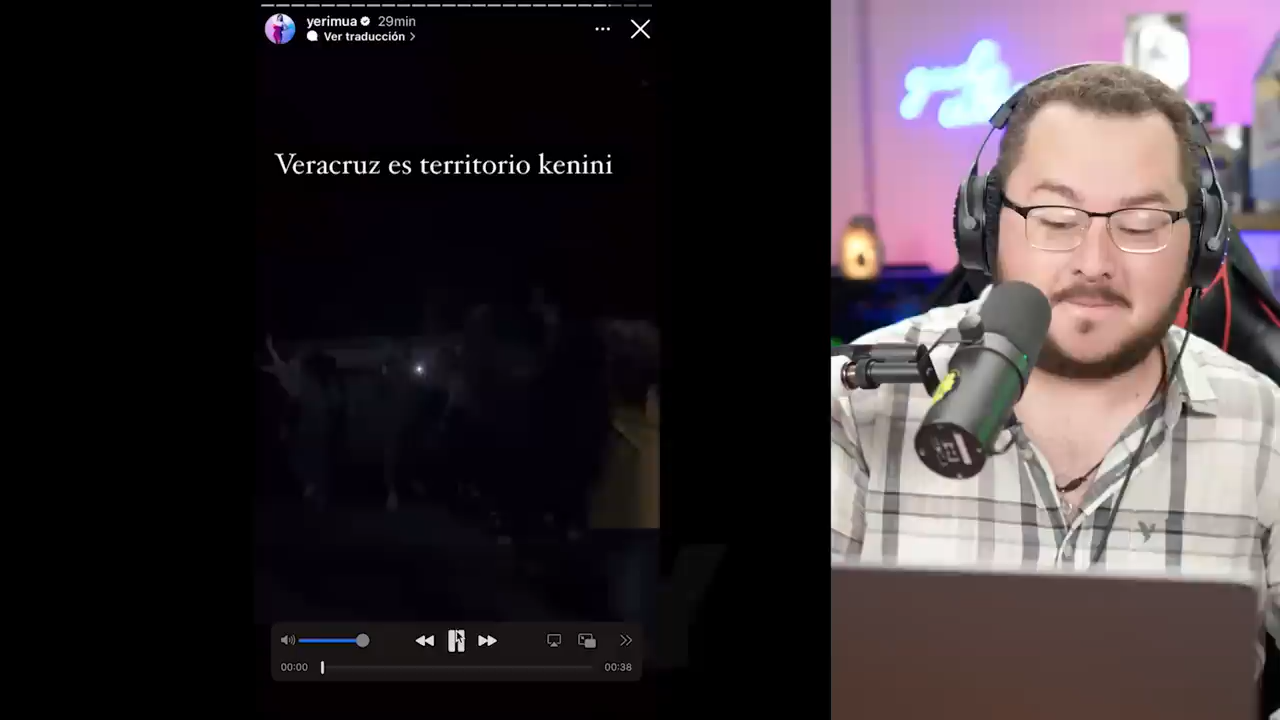 yerimua 29min
Ver traducción >
Veracruz es territorio kenini
00:00 00:38